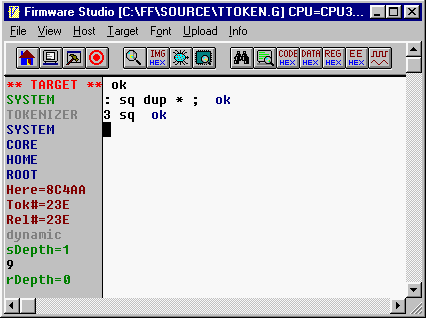 Firmware Studio [C:\FF\SOURCE\TTOKEN.G] CPU=CPU3...
File View Host Target Font Upload Info
IMG HEX CODE HEX DATA HEX REG HEX EE HEX
** TARGET ** ok
SYSTEM : sq dup * ; ok
TOKENIZER 3 sq ok
SYSTEM
CORE
HOME
ROOT
Here=8C4AA
Tok#=23E
Rel#=23E
dynamic
sDepth=1
9
rDepth=0